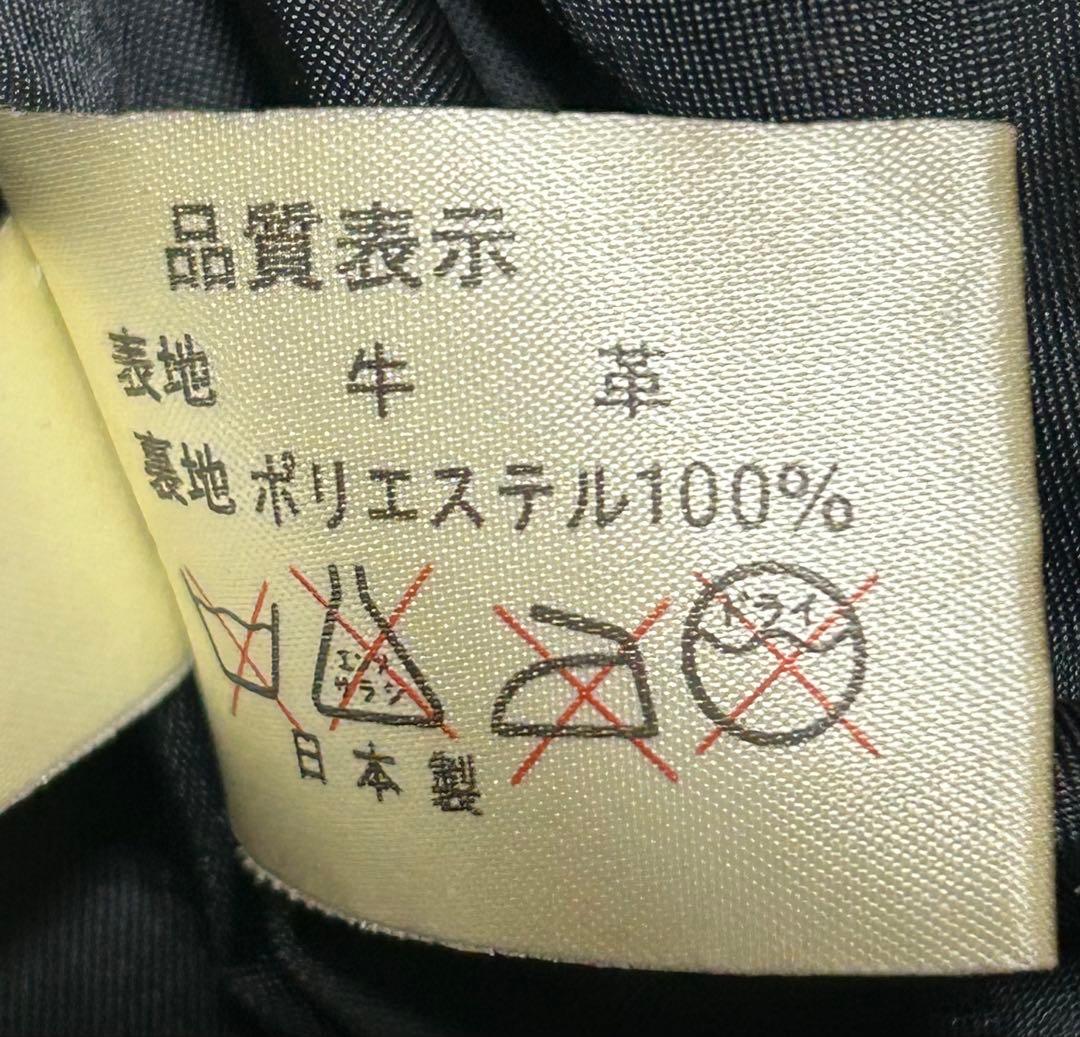 品質表示
表地 牛 革
裏地 ポリエステル100%
エンソ サラシ
ドライ
日本製